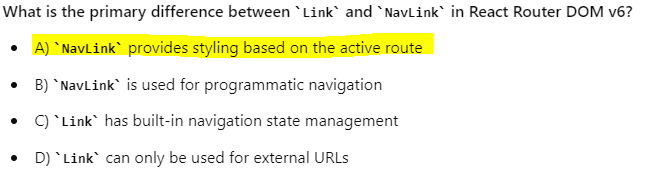 What is the primary difference between `Link` and `NavLink` in React Router DOM v6?
• A) `NavLink` provides styling based on the active route
• B) `NavLink` is used for programmatic navigation
• C) `Link` has built-in navigation state management
• D) `Link` can only be used for external URLs